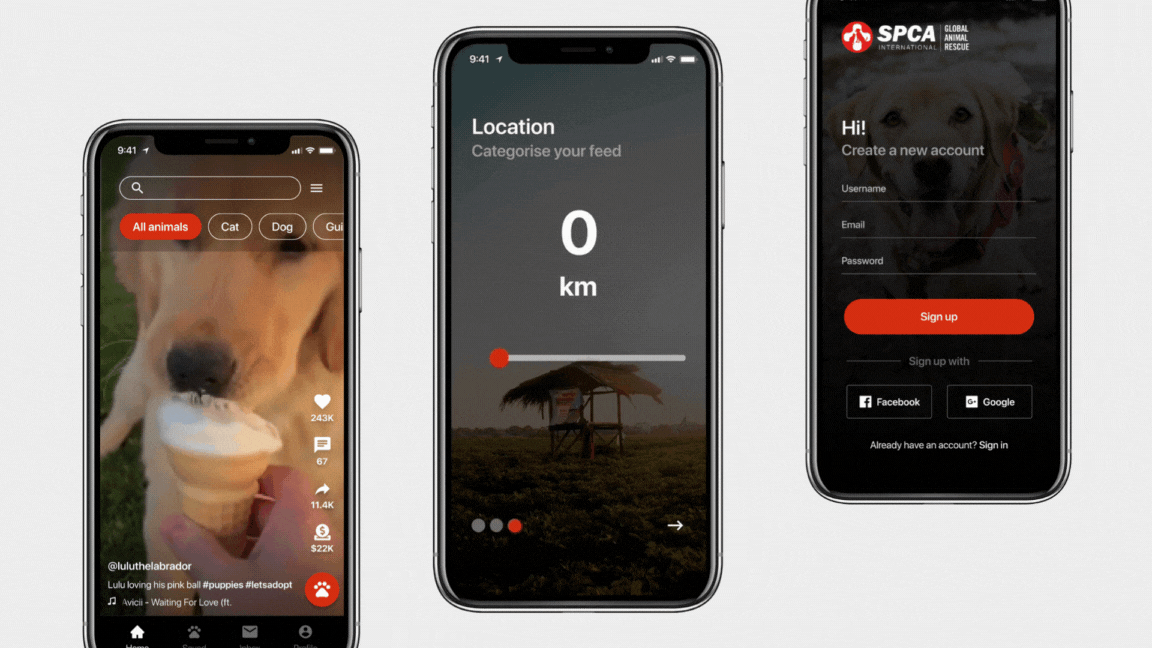 9:41
All animals
Cat
Dog
Gui
243K
67
11.4K
$22K
@luluthelabrador
Lulu loving his pink ball #puppies #letsadopt
Avicii - Waiting For Love (ft.
Home
Saved
Inbox
Profile
9:41
Location
Categorise your feed
0
km
SPCA
INTERNATIONAL
GLOBAL
ANIMAL
RESCUE
Hi!
Create a new account
Username
Email
Password
Sign up
Sign up with
Facebook
G+ Google
Already have an account? Sign in